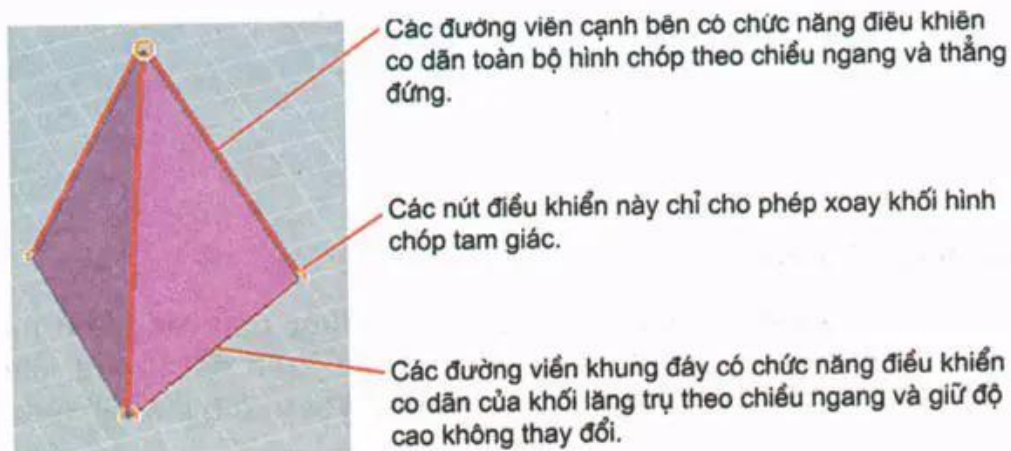 Các đường viên cạnh bên có chức năng điêu khiên
co dãn toàn bộ hình chóp theo chiều ngang và thẳng
đứng.
Các nút điều khiển này chỉ cho phép xoay khối hình
chóp tam giác.
Các đường viền khung đáy có chức năng điều khiển
co dãn của khối lăng trụ theo chiều ngang và giữ độ
cao không thay đổi.